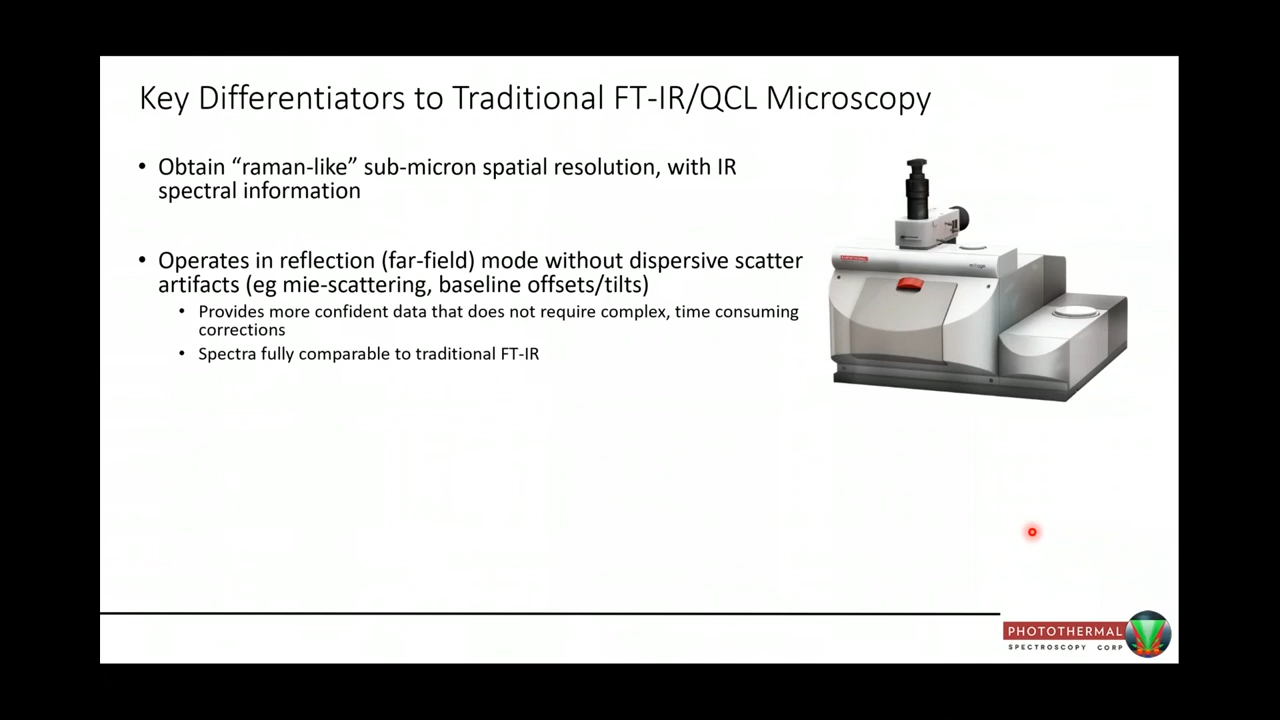 Key Differentiators to Traditional FT-IR/QCL Microscopy
• Obtain “raman-like” sub-micron spatial resolution, with IR
spectral information
• Operates in reflection (far-field) mode without dispersive scatter
artifacts (eg mie-scattering, baseline offsets/tilts)
• Provides more confident data that does not require complex, time consuming
corrections
• Spectra fully comparable to traditional FT-IR
PHOTOTHERMAL
SPECTROSCOPY CORP